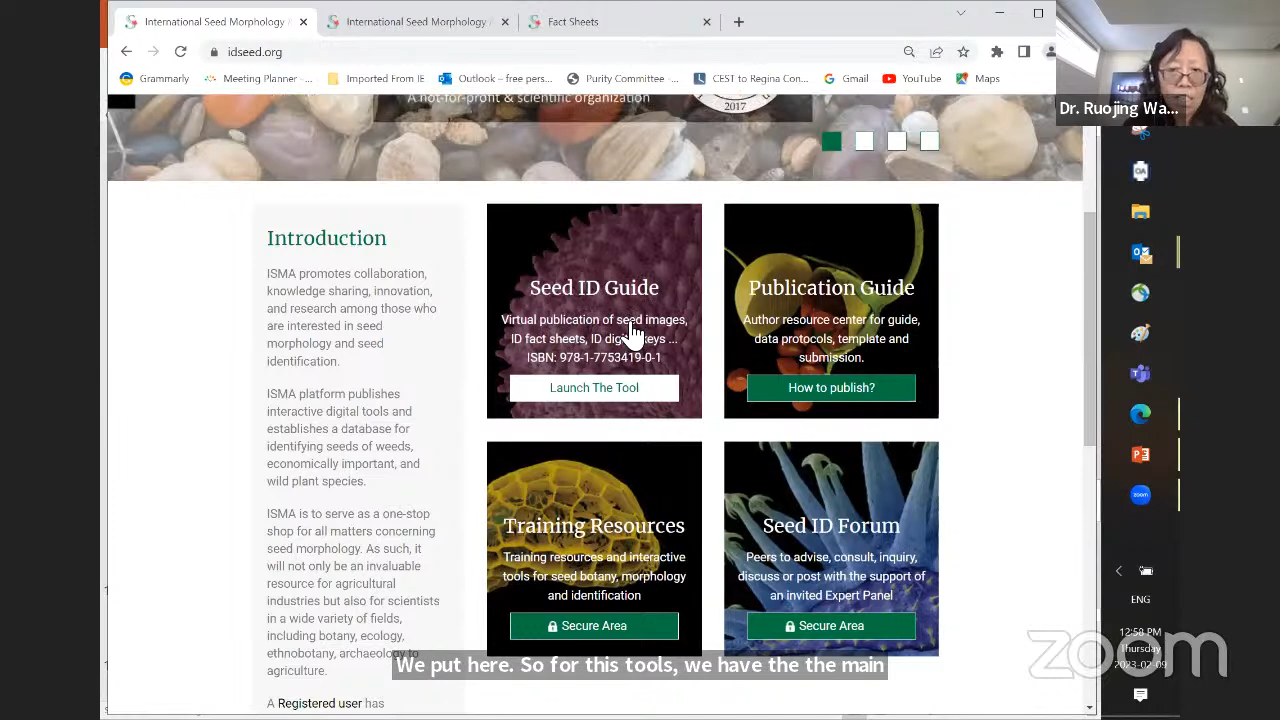 International Seed Morphology
International Seed Morphology
Fact Sheets
idseed.org
Grammarly
Meeting Planner -...
Imported From IE
Outlook – free pers...
Purity Committee -...
CEST to Regina Con...
Gmail
YouTube
Maps
Dr. Ruojing Wa...
A not-for-profit & scientific organization
2017
Introduction
ISMA promotes collaboration,
knowledge sharing, innovation,
and research among those who
are interested in seed
morphology and seed
identification.
ISMA platform publishes
interactive digital tools and
establishes a database for
identifying seeds of weeds,
economically important, and
wild plant species.
ISMA is to serve as a one-stop
shop for all matters concerning
seed morphology. As such, it
will not only be an invaluable
resource for agricultural
industries but also for scientists
in a wide variety of fields,
including botany, ecology,
ethnobotany, archaeology to
agriculture.
A Registered user has
Seed ID Guide
Virtual publication of seed images,
ID fact sheets, ID digital keys ...
ISBN: 978-1-7753419-0-1
Launch The Tool
Publication Guide
Author resource center for guide,
data protocols, template and
submission.
How to publish?
Training Resources
Training resources and interactive
tools for seed botany, morphology
and identification
Secure Area
Seed ID Forum
Peers to advise, consult, inquiry,
discuss or post with the support of
an invited Expert Panel
Secure Area
We put here. So for this tools, we have the the main
OA
zoom
ENG
12:58 PM
Thursday
2023-02-09
zoom